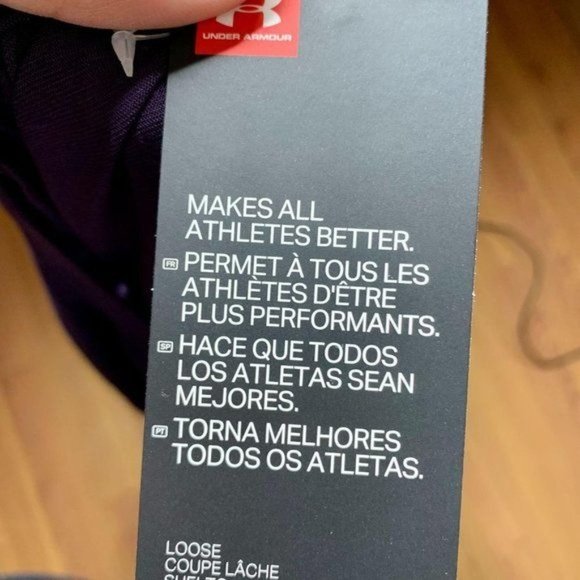 UNDER ARMOUR
MAKES ALL
ATHLETES BETTER.
FR PERMET À TOUS LES
ATHLÈTES D'ÊTRE
PLUS PERFORMANTS.
SP HACE QUE TODOS
LOS ATLETAS SEAN
MEJORES.
PT TORNA MELHORES
TODOS OS ATLETAS.
LOOSE
COUPE LÂCHE